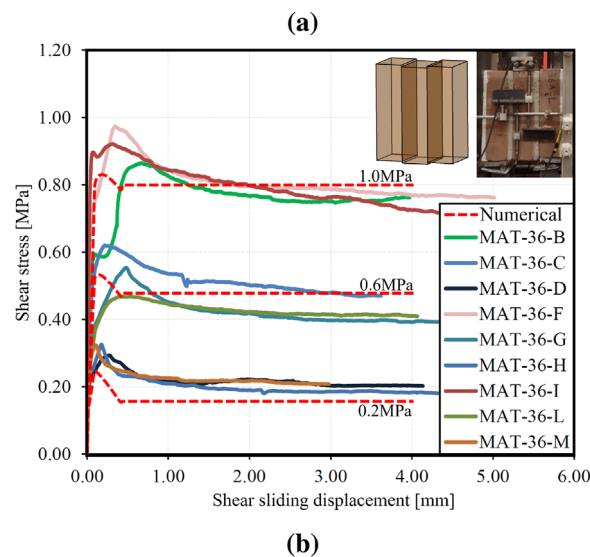 (a)
1.20
1.00
0.80
0.60
0.40
0.20
0.00
Shear stress [MPa]
1.0MPa
0.6MPa
0.2MPa
Numerical
MAT-36-B
MAT-36-C
MAT-36-D
MAT-36-F
MAT-36-G
MAT-36-H
MAT-36-I
MAT-36-L
MAT-36-M
0.00 1.00 2.00 3.00 4.00 5.00 6.00
Shear sliding displacement [mm]
(b)